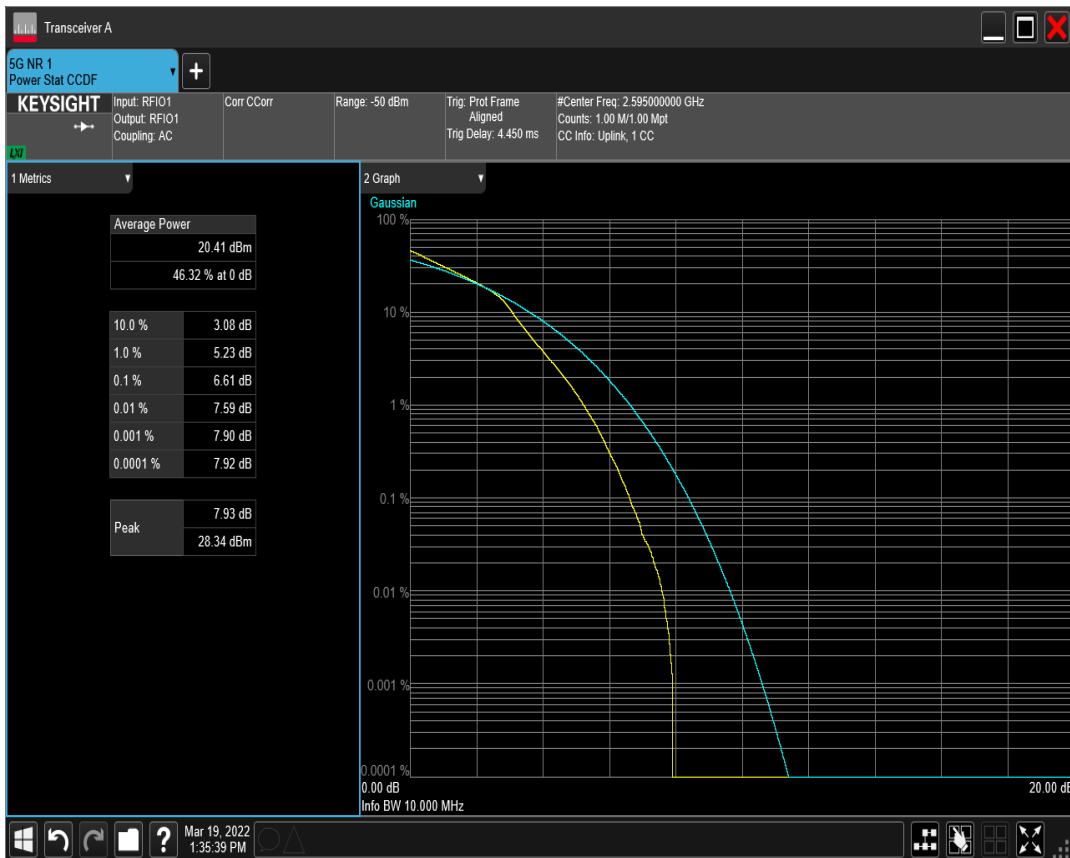 Transceiver A
5G NR 1
Power Stat CCDF
KEYSIGHT
LXI
Input: RFIO1
Output: RFIO1
Coupling: AC
Corr CCorr
Range: -50 dBm
Trig: Prot Frame
Aligned
Trig Delay: 4.450 ms
#Center Freq: 2.595000000 GHz
Counts: 1.00 M/1.00 Mpt
CC Info: Uplink, 1 CC
1 Metrics
Average Power
20.41 dBm
46.32 % at 0 dB
10.0 % 3.08 dB
1.0 % 5.23 dB
0.1 % 6.61 dB
0.01 % 7.59 dB
0.001 % 7.90 dB
0.0001 % 7.92 dB
Peak
7.93 dB
28.34 dBm
2 Graph
Gaussian
100 %
10 %
1 %
0.1 %
0.01 %
0.001 %
0.0001 %
0.00 dB
20.00 dB
Info BW 10.000 MHz
Mar 19, 2022
1:35:39 PM